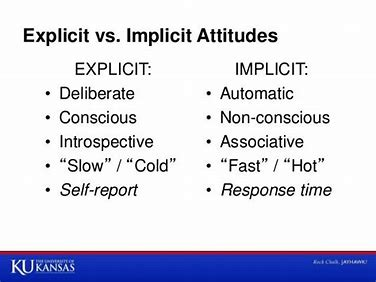 Explicit vs. Implicit Attitudes
EXPLICIT:
• Deliberate
• Conscious
• Introspective
• “Slow” / “Cold”
• Self-report
IMPLICIT:
• Automatic
• Non-conscious
• Associative
• “Fast” / “Hot”
• Response time
KU THE UNIVERSITY OF
KANSAS
Rock Chalk, JAYHAWK!